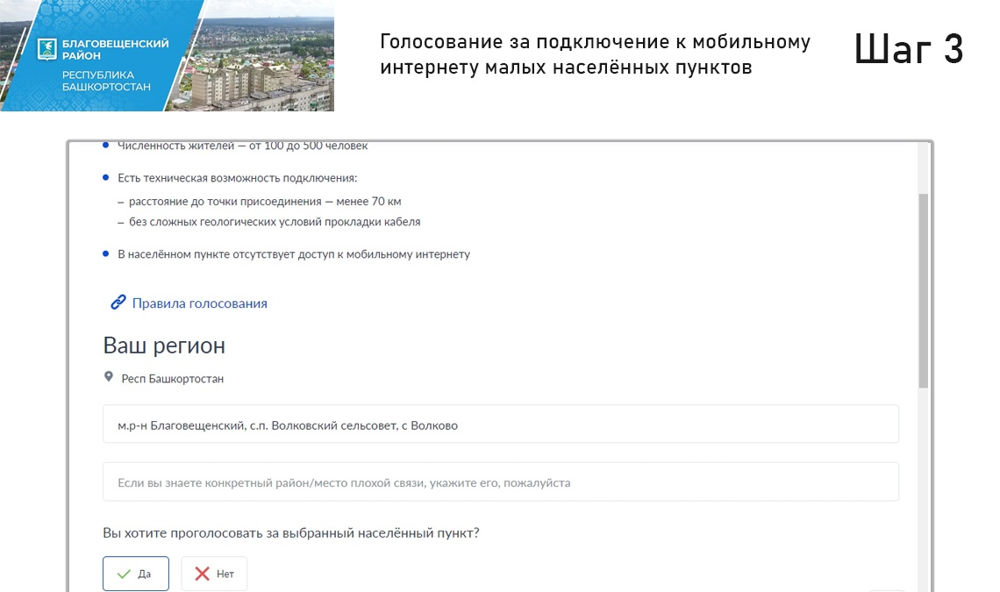 БЛАГОВЕЩЕНСКИЙ
РАЙОН
РЕСПУБЛИКА
БАШКОРТОСТАН
Голосование за подключение к мобильному
интернету малых населённых пунктов
Шаг 3
Численность жителей — от 100 до 500 человек
Есть техническая возможность подключения:
– расстояние до точки присоединения — менее 70 км
– без сложных геологических условий прокладки кабеля
В населённом пункте отсутствует доступ к мобильному интернету
Правила голосования
Ваш регион
Респ Башкортостан
м.р-н Благовещенский, с.п. Волковский сельсовет, с Волково
Если вы знаете конкретный район/место плохой связи, укажите его, пожалуйста
Вы хотите проголосовать за выбранный населённый пункт?
Да
Нет